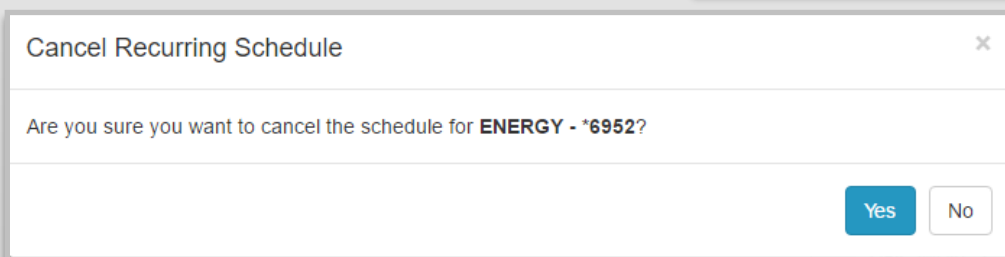 Cancel Recurring Schedule
×
Are you sure you want to cancel the schedule for ENERGY - *6952?
Yes
No